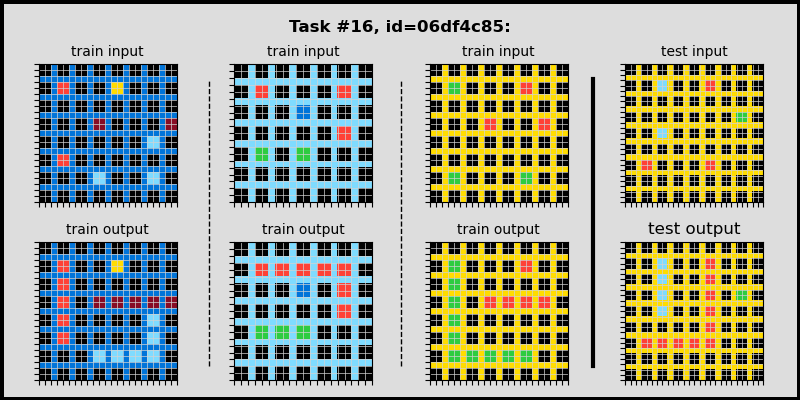 Task #16, id=06df4c85:
train input train input train input test input
train output train output train output test output